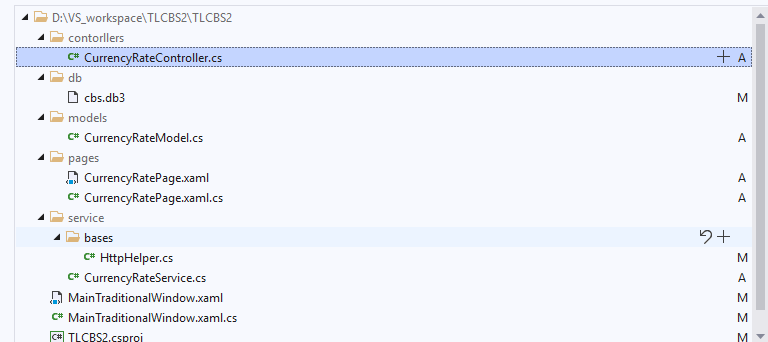 D:\VS_workspace\TLCBS2\TLCBS2
contorllers
C# CurrencyRateController.cs A
db
cbs.db3 M
models
C# CurrencyRateModel.cs A
pages
CurrencyRatePage.xaml A
C# CurrencyRatePage.xaml.cs A
service
bases
C# HttpHelper.cs M
C# CurrencyRateService.cs A
MainTraditionalWindow.xaml M
C# MainTraditionalWindow.xaml.cs M
C# TLCBS2.csproj M